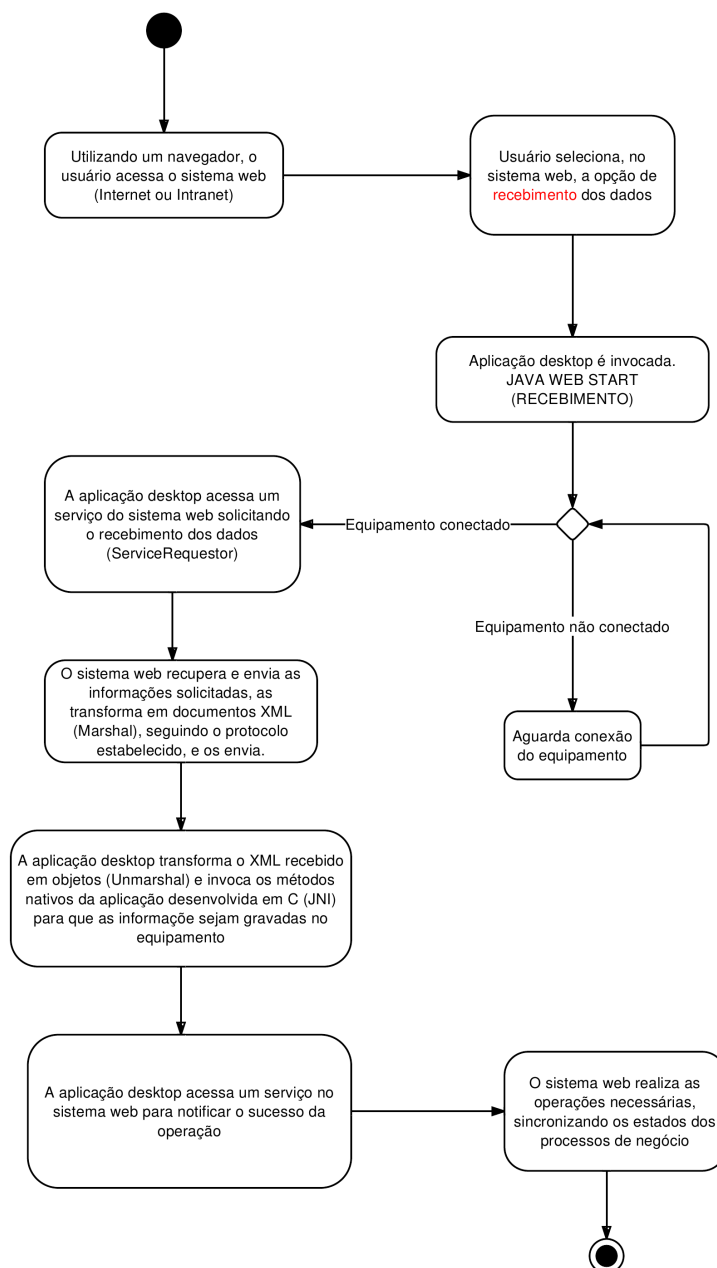 Utilizando um navegador, o
usuário acessa o sistema web
(Internet ou Intranet)
Usuário seleciona, no
sistema web, a opção de
recebimento dos dados
Aplicação desktop é invocada.
JAVA WEB START
(RECEBIMENTO)
A aplicação desktop acessa um
serviço do sistema web solicitando
o recebimento dos dados
(ServiceRequestor)
Equipamento conectado
Equipamento não conectado
Aguarda conexão
do equipamento
O sistema web recupera e envia as
informações solicitadas, as
transforma em documentos XML
(Marshal), seguindo o protocolo
estabelecido, e os envia.
A aplicação desktop transforma o XML recebido
em objetos (Unmarshal) e invoca os métodos
nativos da aplicação desenvolvida em C (JNI)
para que as informaçõe sejam gravadas no
equipamento
A aplicação desktop acessa um serviço no
sistema web para notificar o sucesso da
operação
O sistema web realiza as
operações necessárias,
sincronizando os estados dos
processos de negócio